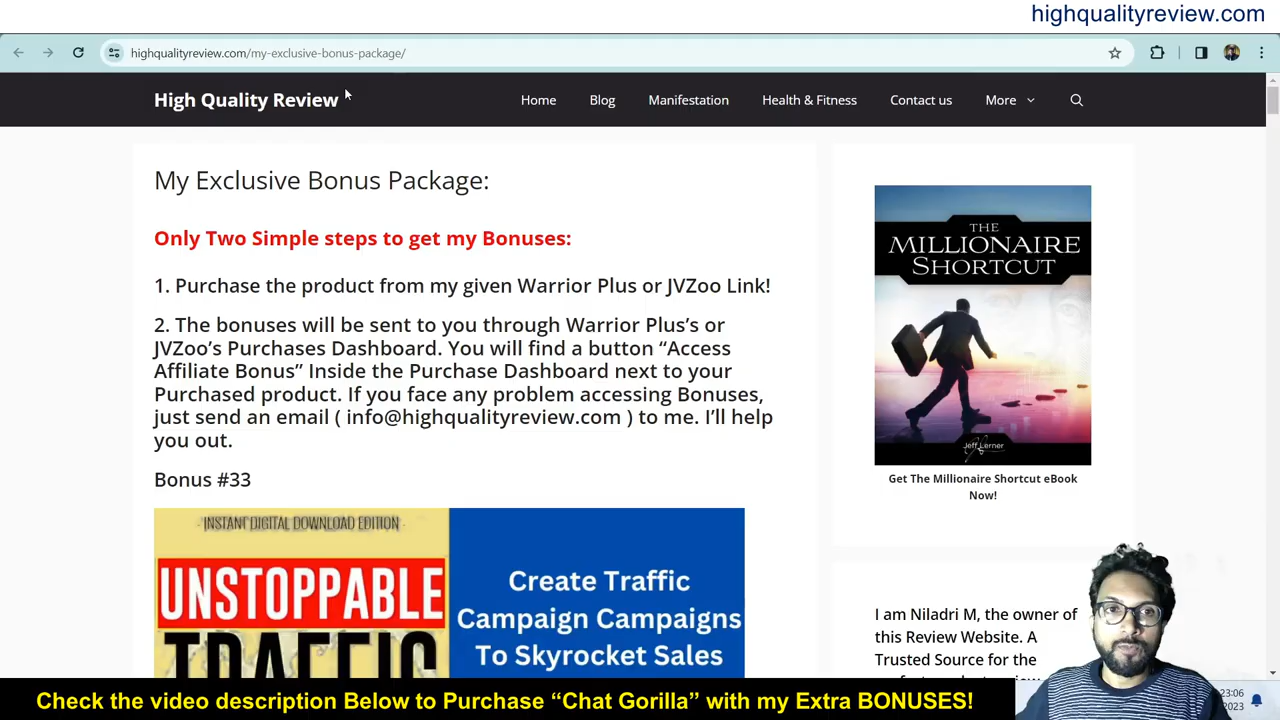 highqualityreview.com
highqualityreview.com/my-exclusive-bonus-package/
High Quality Review
Home
Blog
Manifestation
Health & Fitness
Contact us
More
My Exclusive Bonus Package:
Only Two Simple steps to get my Bonuses:
1. Purchase the product from my given Warrior Plus or JVZoo Link!
2. The bonuses will be sent to you through Warrior Plus’s or
JVZoo’s Purchases Dashboard. You will find a button “Access
Affiliate Bonus” Inside the Purchase Dashboard next to your
Purchased product. If you face any problem accessing Bonuses,
just send an email ( info@highqualityreview.com ) to me. I’ll help
you out.
Bonus #33
INSTANT DIGITAL DOWNLOAD EDITION
UNSTOPPABLE
TRAFFIC
Create Traffic
Campaign Campaigns
To Skyrocket Sales
THE
MILLIONAIRE
SHORTCUT
Jeff Lerner
Get The Millionaire Shortcut eBook
Now!
I am Niladri M, the owner of
this Review Website. A
Trusted Source for the
23:06
2023
Check the video description Below to Purchase “Chat Gorilla” with my Extra BONUSES!